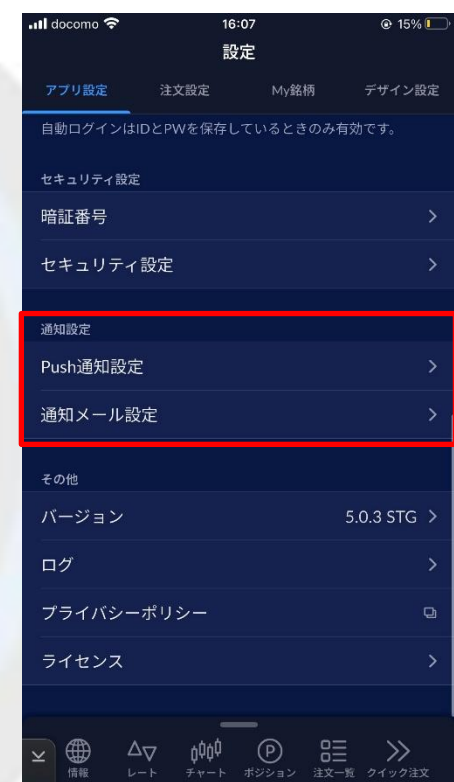 docomo 16:07 15%
設定
アプリ設定 注文設定 My銘柄 デザイン設定
自動ログインはIDとPWを保存しているときのみ有効です。
セキュリティ設定
暗証番号
セキュリティ設定
通知設定
Push通知設定
通知メール設定
その他
バージョン 5.0.3 STG
ログ
プライバシーポリシー
ライセンス
情報 レート チャート ポジション 注文一覧 クイック注文